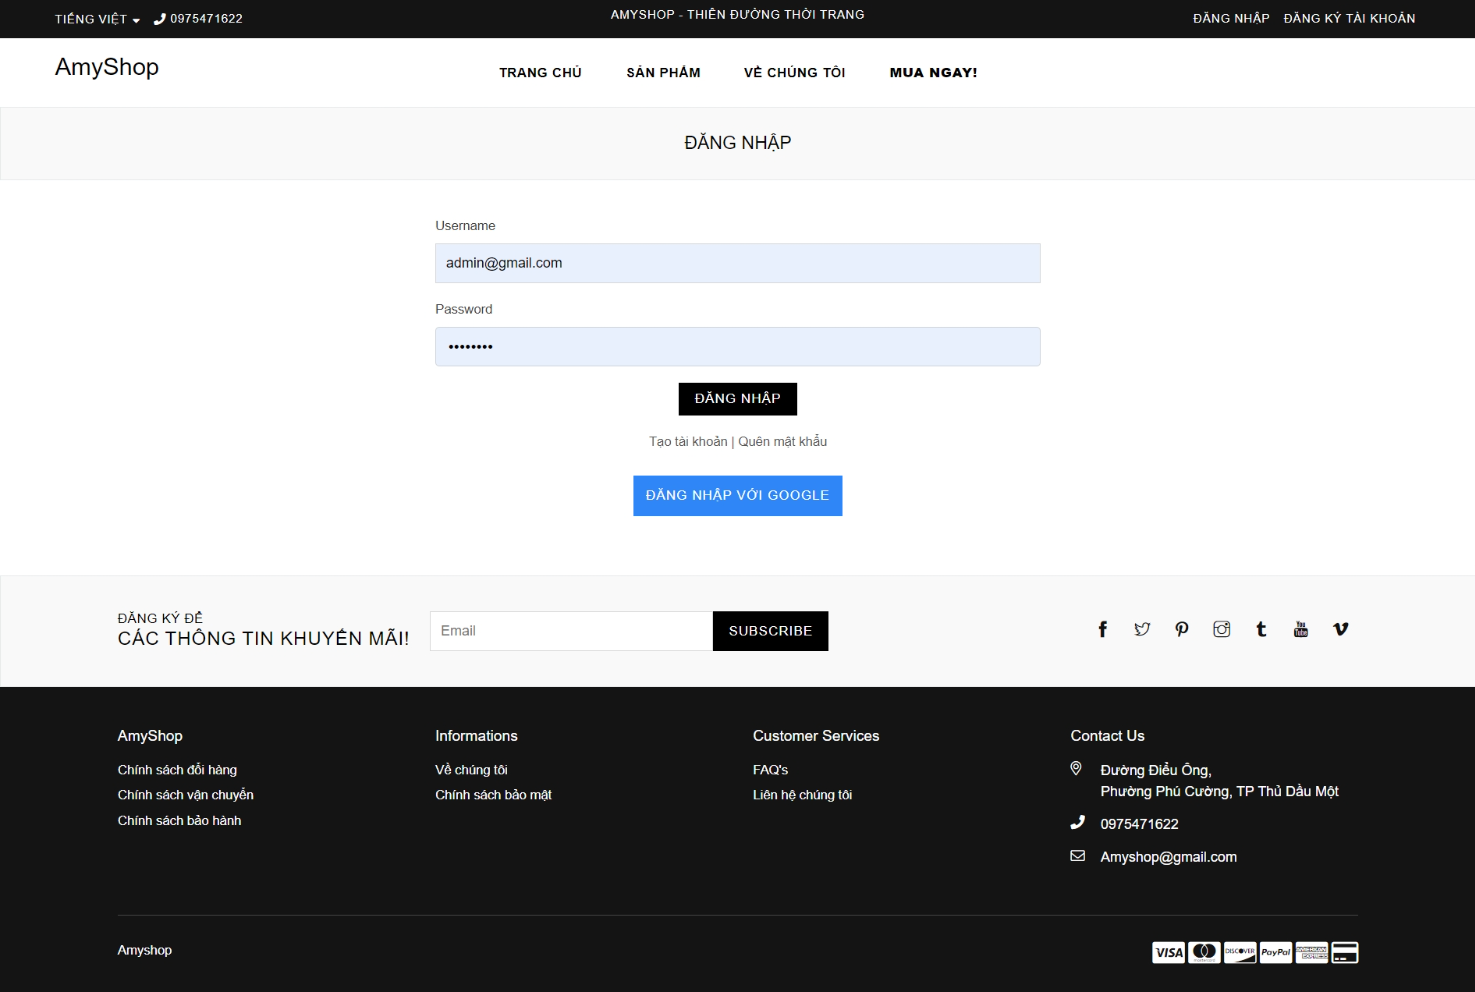 TIẾNG VIỆT
0975471622
AMYSHOP - THIÊN ĐƯỜNG THỜI TRANG
ĐĂNG NHẬP
ĐĂNG KÝ TÀI KHOẢN
AmyShop
TRANG CHỦ
SẢN PHẨM
VỀ CHÚNG TÔI
MUA NGAY!
ĐĂNG NHẬP
Username
admin@gmail.com
Password
••••••••
ĐĂNG NHẬP
Tạo tài khoản | Quên mật khẩu
ĐĂNG NHẬP VỚI GOOGLE
ĐĂNG KÝ ĐỂ
CÁC THÔNG TIN KHUYẾN MÃI!
Email
SUBSCRIBE
You
Tube
AmyShop
Chính sách đổi hàng
Chính sách vận chuyển
Chính sách bảo hành
Informations
Về chúng tôi
Chính sách bảo mật
Customer Services
FAQ's
Liên hệ chúng tôi
Contact Us
Đường Điểu Ông,
Phường Phú Cường, TP Thủ Dầu Một
0975471622
Amyshop@gmail.com
Amyshop
VISA
DISCOVER
PayPal
AMERICAN
EXPRESS